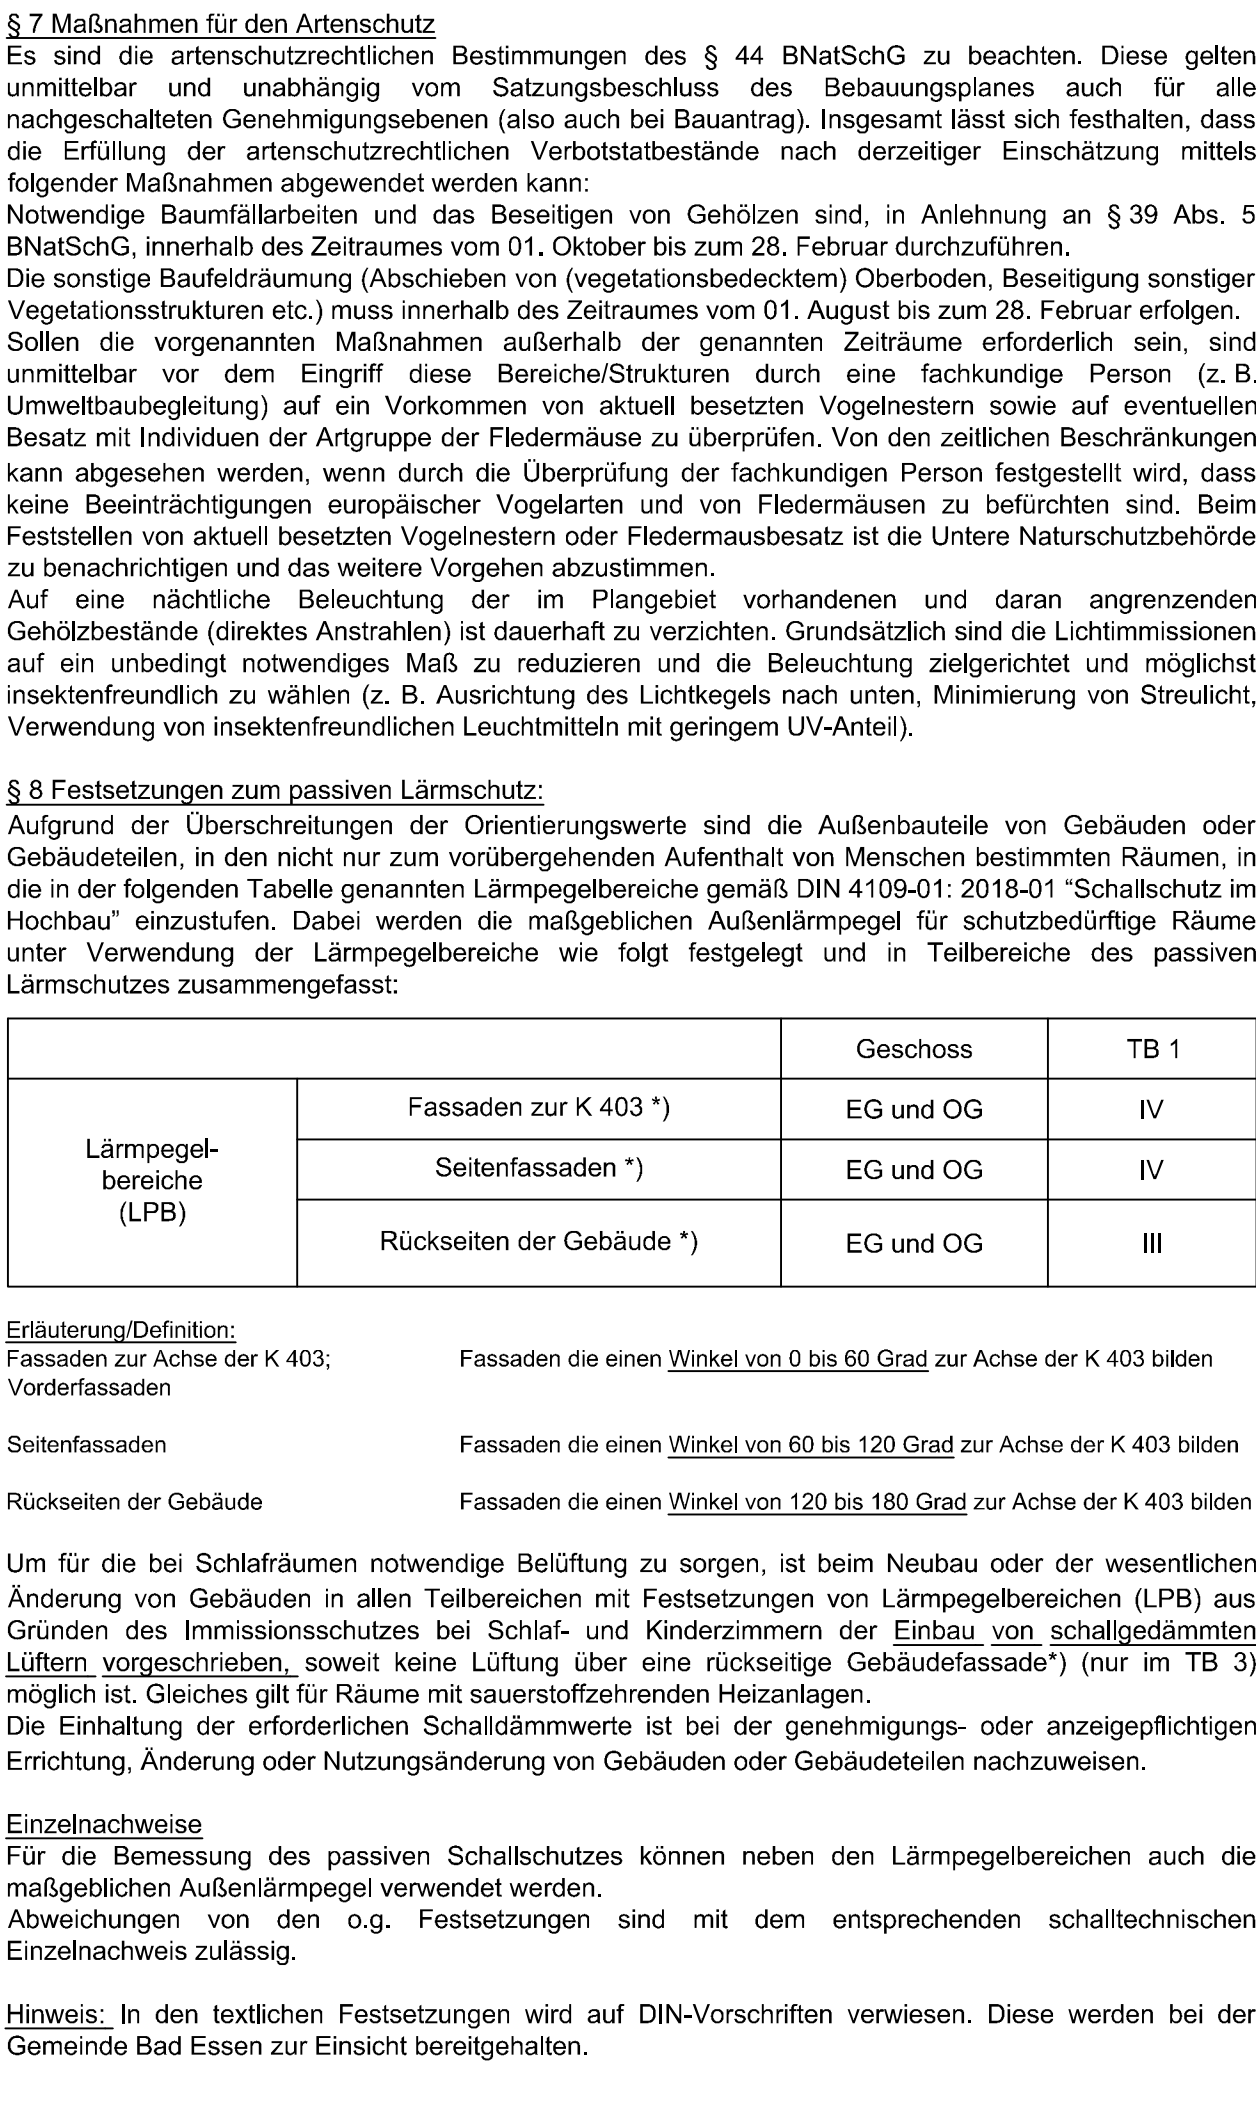 § 7 Maßnahmen für den Artenschutz
Es sind die artenschutzrechtlichen Bestimmungen des § 44 BNatSchG zu beachten. Diese gelten
unmittelbar und unabhängig vom Satzungsbeschluss des Bebauungsplanes auch für alle
nachgeschalteten Genehmigungsebenen (also auch bei Bauantrag). Insgesamt lässt sich festhalten, dass
die Erfüllung der artenschutzrechtlichen Verbotstatbestände nach derzeitiger Einschätzung mittels
folgender Maßnahmen abgewendet werden kann:
Notwendige Baumfällarbeiten und das Beseitigen von Gehölzen sind, in Anlehnung an § 39 Abs. 5
BNatSchG, innerhalb des Zeitraumes vom 01. Oktober bis zum 28. Februar durchzuführen.
Die sonstige Baufeldräumung (Abschieben von (vegetationsbedecktem) Oberboden, Beseitigung sonstiger
Vegetationsstrukturen etc.) muss innerhalb des Zeitraumes vom 01. August bis zum 28. Februar erfolgen.
Sollen die vorgenannten Maßnahmen außerhalb der genannten Zeiträume erforderlich sein, sind
unmittelbar vor dem Eingriff diese Bereiche/Strukturen durch eine fachkundige Person (z. B.
Umweltbaubegleitung) auf ein Vorkommen von aktuell besetzten Vogelnestern sowie auf eventuellen
Besatz mit Individuen der Artgruppe der Fledermäuse zu überprüfen. Von den zeitlichen Beschränkungen
kann abgesehen werden, wenn durch die Überprüfung der fachkundigen Person festgestellt wird, dass
keine Beeinträchtigungen europäischer Vogelarten und von Fledermäusen zu befürchten sind. Beim
Feststellen von aktuell besetzten Vogelnestern oder Fledermausbesatz ist die Untere Naturschutzbehörde
zu benachrichtigen und das weitere Vorgehen abzustimmen.
Auf eine nächtliche Beleuchtung der im Plangebiet vorhandenen und daran angrenzenden
Gehölzbestände (direktes Anstrahlen) ist dauerhaft zu verzichten. Grundsätzlich sind die Lichtimmissionen
auf ein unbedingt notwendiges Maß zu reduzieren und die Beleuchtung zielgerichtet und möglichst
insektenfreundlich zu wählen (z. B. Ausrichtung des Lichtkegels nach unten, Minimierung von Streulicht,
Verwendung von insektenfreundlichen Leuchtmitteln mit geringem UV-Anteil).
§ 8 Festsetzungen zum passiven Lärmschutz:
Aufgrund der Überschreitungen der Orientierungswerte sind die Außenbauteile von Gebäuden oder
Gebäudeteilen, in den nicht nur zum vorübergehenden Aufenthalt von Menschen bestimmten Räumen, in
die in der folgenden Tabelle genannten Lärmpegelbereiche gemäß DIN 4109-01: 2018-01 “Schallschutz im
Hochbau” einzustufen. Dabei werden die maßgeblichen Außenlärmpegel für schutzbedürftige Räume
unter Verwendung der Lärmpegelbereiche wie folgt festgelegt und in Teilbereiche des passiven
Lärmschutzes zusammengefasst:
Geschoss TB 1
Lärmpegel-
bereiche
(LPB)
Fassaden zur K 403 *) EG und OG IV
Seitenfassaden *) EG und OG IV
Rückseiten der Gebäude *) EG und OG III
Erläuterung/Definition:
Fassaden zur Achse der K 403; Fassaden die einen Winkel von 0 bis 60 Grad zur Achse der K 403 bilden
Vorderfassaden
Seitenfassaden Fassaden die einen Winkel von 60 bis 120 Grad zur Achse der K 403 bilden
Rückseiten der Gebäude Fassaden die einen Winkel von 120 bis 180 Grad zur Achse der K 403 bilden
Um für die bei Schlafräumen notwendige Belüftung zu sorgen, ist beim Neubau oder der wesentlichen
Änderung von Gebäuden in allen Teilbereichen mit Festsetzungen von Lärmpegelbereichen (LPB) aus
Gründen des Immissionsschutzes bei Schlaf- und Kinderzimmern der Einbau von schallgedämmten
Lüftern vorgeschrieben, soweit keine Lüftung über eine rückseitige Gebäudefassade*) (nur im TB 3)
möglich ist. Gleiches gilt für Räume mit sauerstoffzehrenden Heizanlagen.
Die Einhaltung der erforderlichen Schalldämmwerte ist bei der genehmigungs- oder anzeigepflichtigen
Errichtung, Änderung oder Nutzungsänderung von Gebäuden oder Gebäudeteilen nachzuweisen.
Einzelnachweise
Für die Bemessung des passiven Schallschutzes können neben den Lärmpegelbereichen auch die
maßgeblichen Außenlärmpegel verwendet werden.
Abweichungen von den o.g. Festsetzungen sind mit dem entsprechenden schalltechnischen
Einzelnachweis zulässig.
Hinweis: In den textlichen Festsetzungen wird auf DIN-Vorschriften verwiesen. Diese werden bei der
Gemeinde Bad Essen zur Einsicht bereitgehalten.